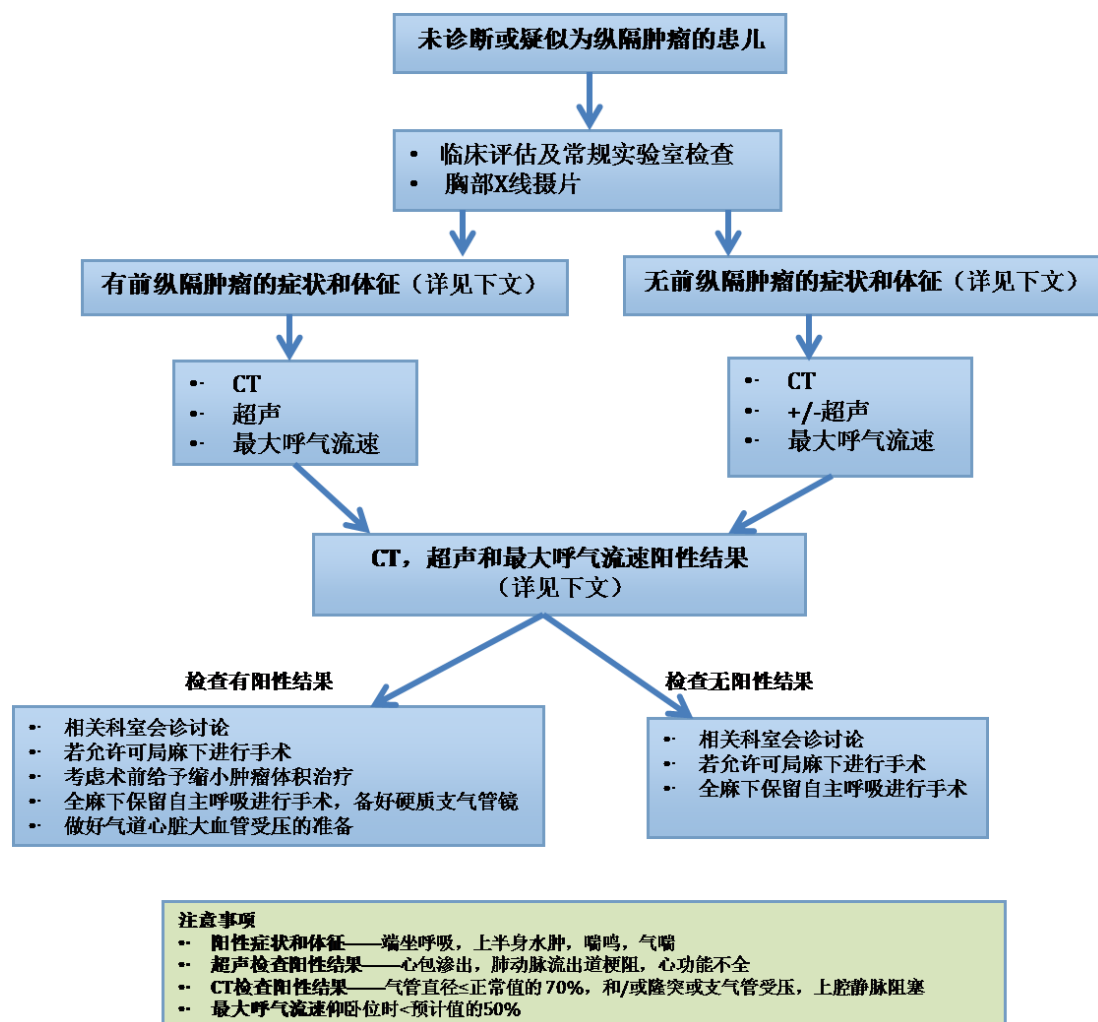 未诊断或疑似为纵隔肿瘤的患儿
• 临床评估及常规实验室检查
• 胸部X线摄片
有前纵隔肿瘤的症状和体征（详见下文）
无前纵隔肿瘤的症状和体征（详见下文）
•- CT
•- 超声
• 最大呼气流速
•- CT
•- +/-超声
• 最大呼气流速
CT，超声和最大呼气流速阳性结果
（详见下文）
检查有阳性结果
检查无阳性结果
•- 相关科室会诊讨论
•- 若允许可局麻下进行手术
•- 考虑术前给予缩小肿瘤体积治疗
•- 全麻下保留自主呼吸进行手术，备好硬质支气管镜
•- 做好气道心脏大血管受压的准备
•- 相关科室会诊讨论
•- 若允许可局麻下进行手术
•- 全麻下保留自主呼吸进行手术
注意事项
•- 阳性症状和体征——端坐呼吸，上半身水肿，喘鸣，气喘
•- 超声检查阳性结果——心包渗出，肺动脉流出道梗阻，心功能不全
•- CT检查阳性结果——气管直径≤正常值的70%，和/或隆突或支气管受压，上腔静脉阻塞
•- 最大呼气流速仰卧位时<预计值的50%